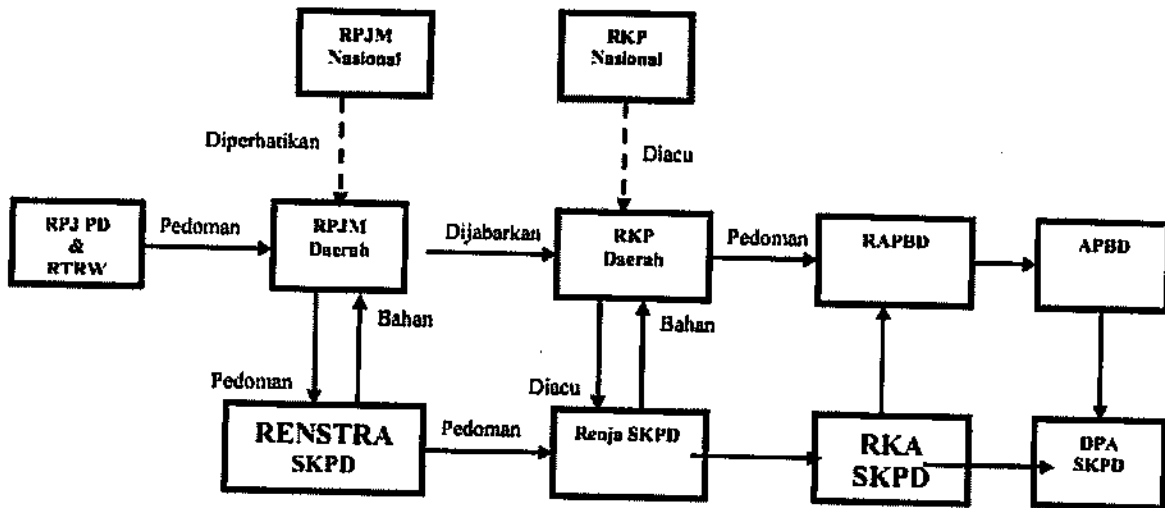 RPJM
Nasional
RKP
Nasional
Diperhatikan
Diacu
RPJ PD
&
RTRW
Pedoman
RPJM
Daerah
Dijabarkan
RKP
Daerah
Pedoman
RAPBD
APBD
Bahan
Bahan
Pedoman
Diacu
RENSTRA
SKPD
Pedoman
Renja SKPD
RKA
SKPD
DPA
SKPD